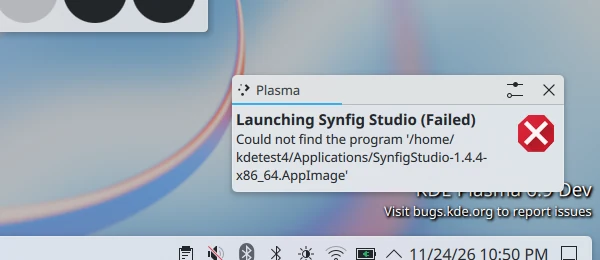 Plasma
Launching Synfig Studio (Failed)
Could not find the program '/home/
kdetest4/Applications/SynfigStudio-1.4.4-
x86_64.AppImage'
KDE Plasma 6.5 Dev
Visit bugs.kde.org to report issues
11/24/26 10:50 PM